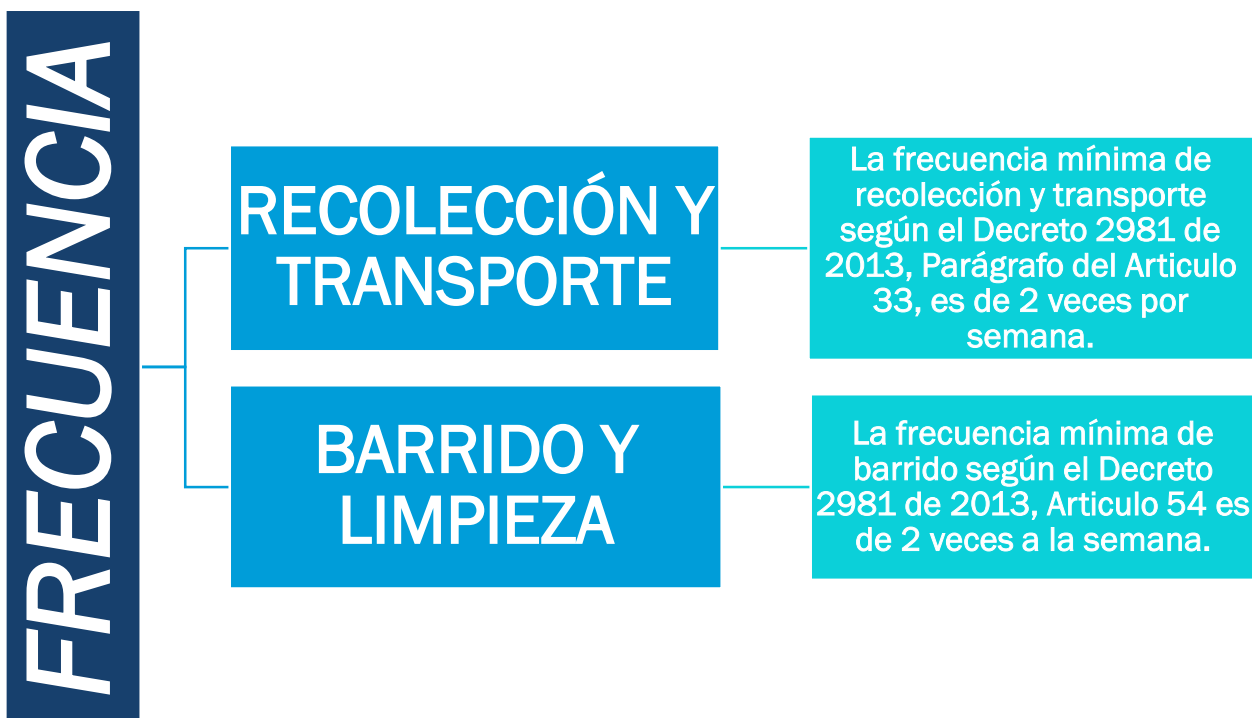 FRECUENCIA
RECOLECCIÓN Y
TRANSPORTE
La frecuencia mínima de
recolección y transporte
según el Decreto 2981 de
2013, Parágrafo del Articulo
33, es de 2 veces por
semana.
BARRIDO Y
LIMPIEZA
La frecuencia mínima de
barrido según el Decreto
2981 de 2013, Articulo 54 es
de 2 veces a la semana.